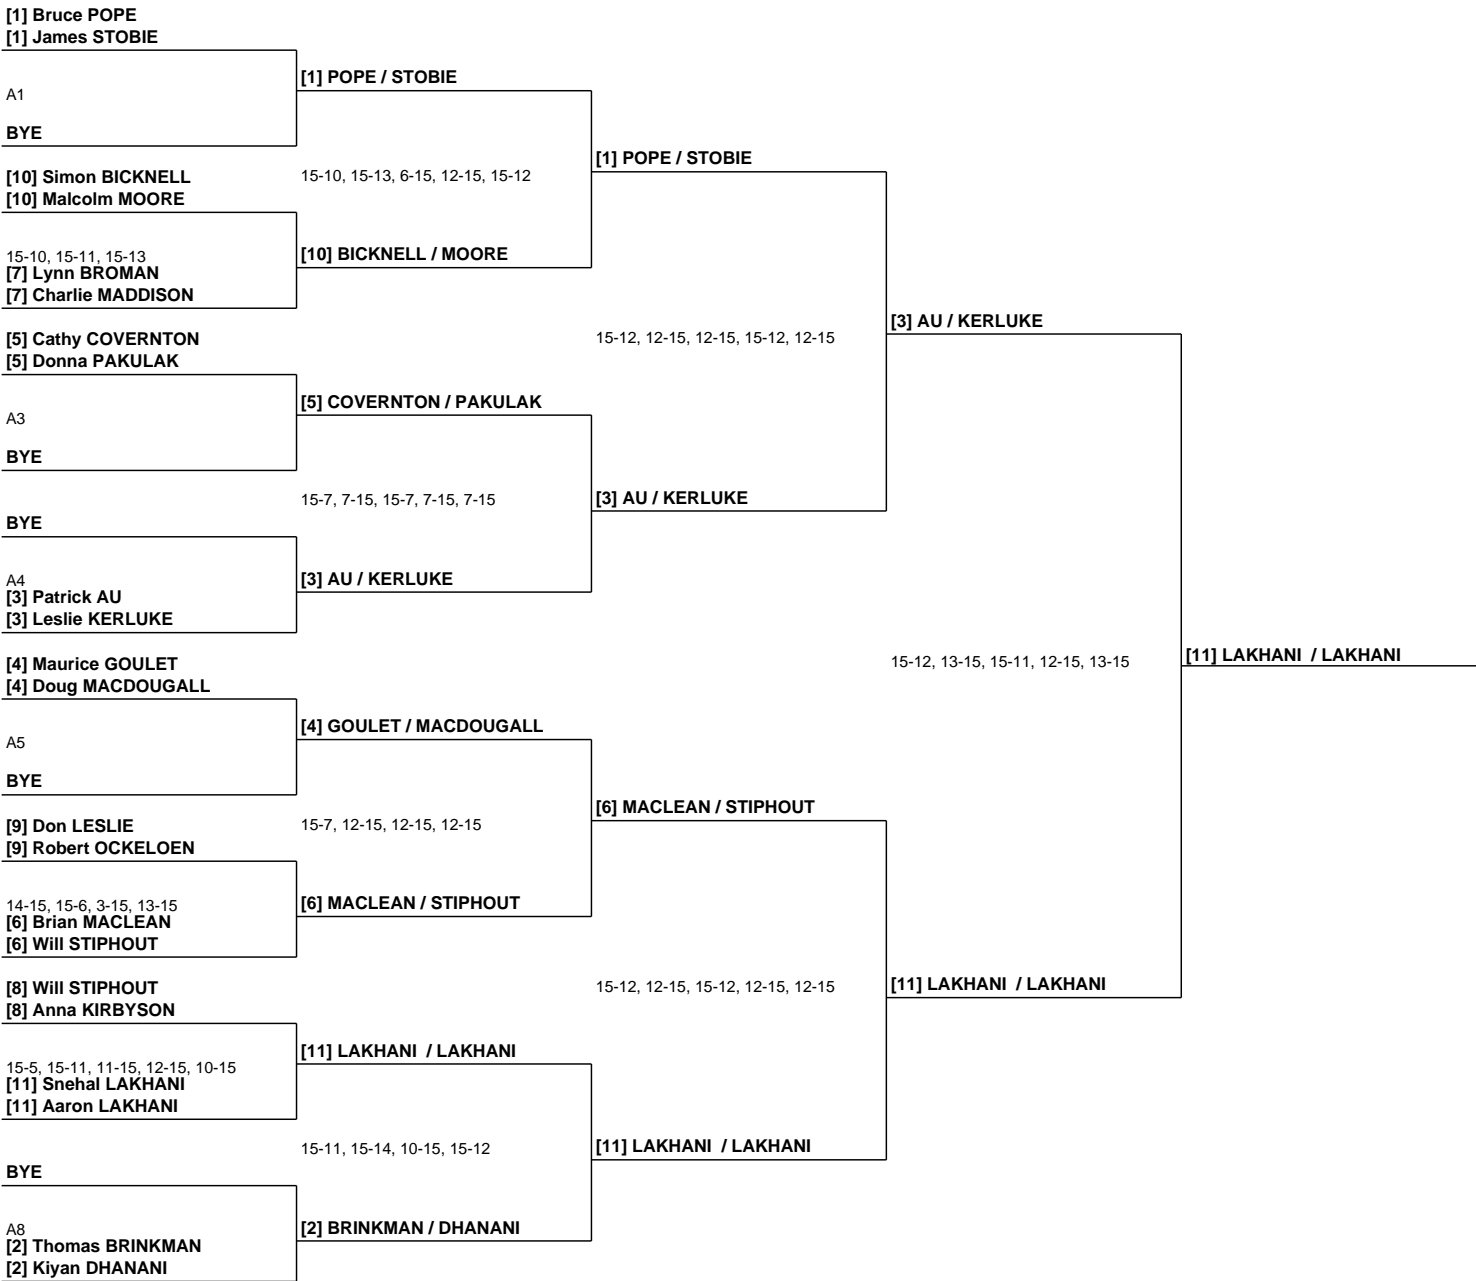 [1] Bruce POPE
[1] James STOBIE
[1] POPE / STOBIE
A1
BYE
[1] POPE / STOBIE
[10] Simon BICKNELL
15-10, 15-13, 6-15, 12-15, 15-12
[10] Malcolm MOORE
15-10, 15-11, 15-13
[10] BICKNELL / MOORE
[7] Lynn BROMAN
[7] Charlie MADDISON
[3] AU / KERLUKE
[5] Cathy COVERNTON
15-12, 12-15, 12-15, 15-12, 12-15
[5] Donna PAKULAK
[5] COVERNTON / PAKULAK
A3
BYE
15-7, 7-15, 15-7, 7-15, 7-15
[3] AU / KERLUKE
BYE
A4
[3] AU / KERLUKE
[3] Patrick AU
[3] Leslie KERLUKE
[4] Maurice GOULET
15-12, 13-15, 15-11, 12-15, 13-15
[11] LAKHANI  / LAKHANI
[4] Doug MACDOUGALL
[4] GOULET / MACDOUGALL
A5
BYE
[6] MACLEAN / STIPHOUT
[9] Don LESLIE
15-7, 12-15, 12-15, 12-15
[9] Robert OCKELOEN
14-15, 15-6, 3-15, 13-15
[6] MACLEAN / STIPHOUT
[6] Brian MACLEAN
[6] Will STIPHOUT
[8] Will STIPHOUT
15-12, 12-15, 15-12, 12-15, 12-15
[11] LAKHANI  / LAKHANI
[8] Anna KIRBYSON
[11] LAKHANI  / LAKHANI
15-5, 15-11, 11-15, 12-15, 10-15
[11] Snehal LAKHANI
[11] Aaron LAKHANI
15-11, 15-14, 10-15, 15-12
[11] LAKHANI  / LAKHANI
BYE
A8
[2] BRINKMAN / DHANANI
[2] Thomas BRINKMAN
[2] Kiyan DHANANI